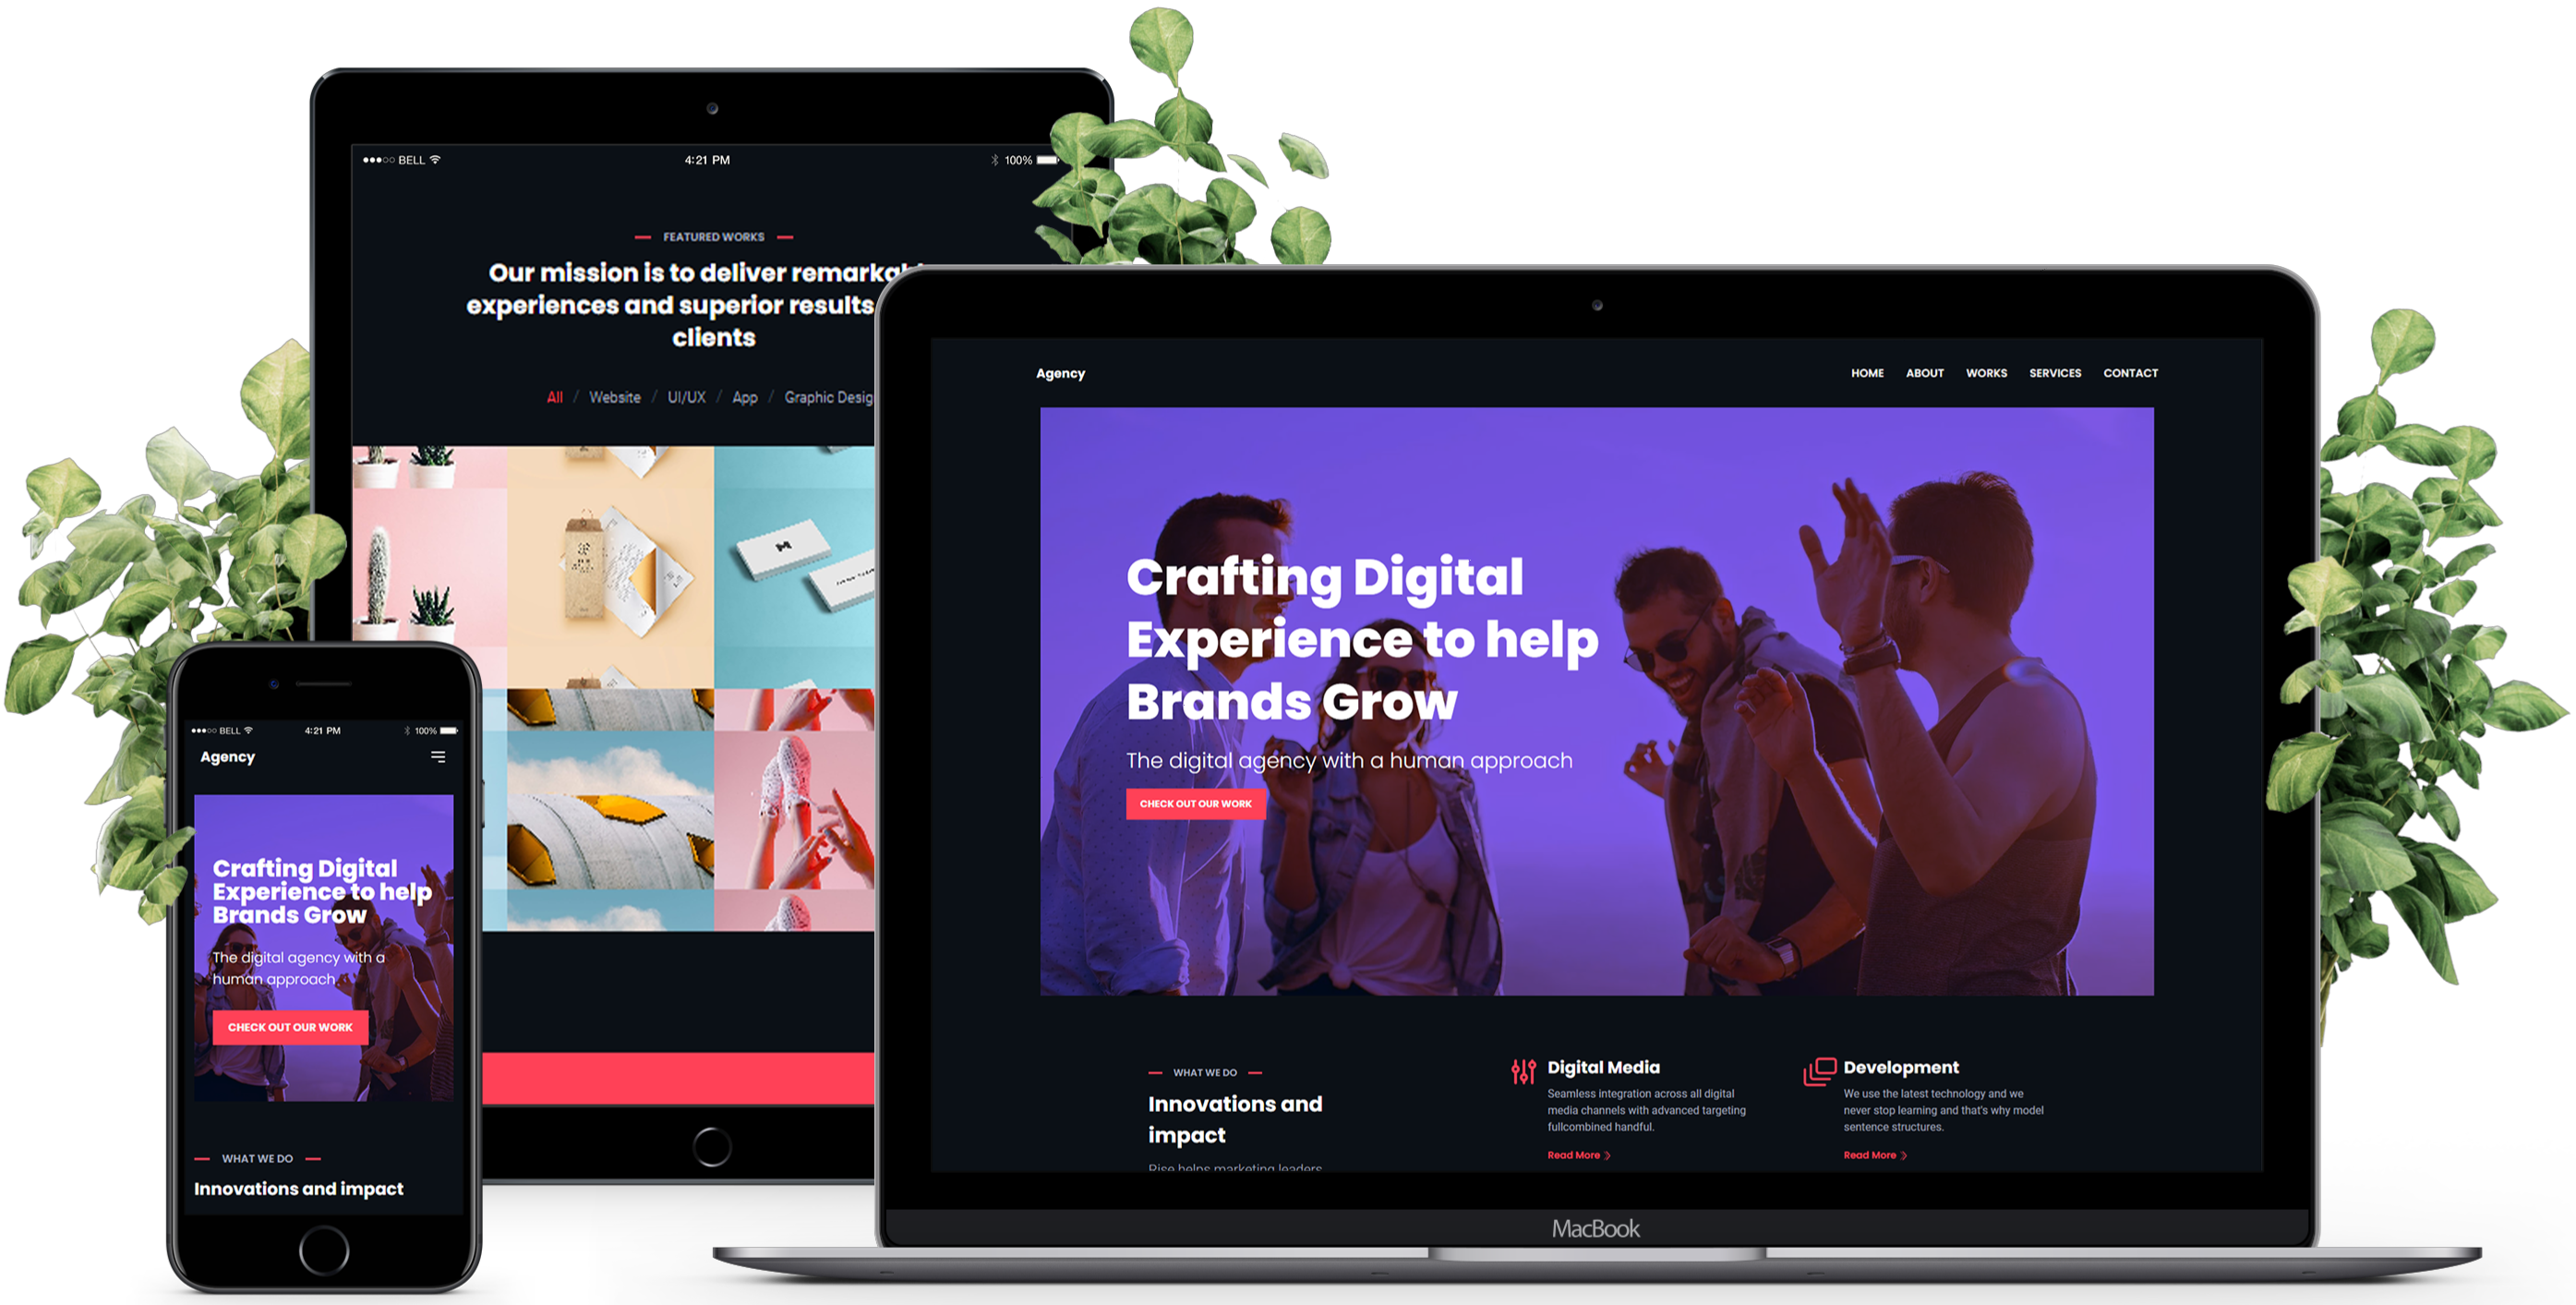 ●●●○○ BELL 4:21 PM 100%
FEATURED WORKS
Our mission is to deliver
experiences and superior results
clients
All / Website / UI/UX / App / Graphic
Agency HOME ABOUT WORKS SERVICES CONTACT
Crafting Digital
Experience to help
Brands Grow
The digital agency with a human approach
CHECK OUT OUR WORK
WHAT WE DO
Innovations and
impact
Rise helps marketing leaders
Digital Media
Seamless integration across all digital
media channels with advanced targeting
fullcombined handful.
Read More
Development
We use the latest technology and we
never stop learning and that's why model
sentence structures.
Read More
MacBook
●●●○○ BELL 4:21 PM 100%
Agency
Crafting Digital
Experience to help
Brands Grow
The digital agency with a
human approach
CHECK OUT OUR WORK
WHAT WE DO
Innovations and impact